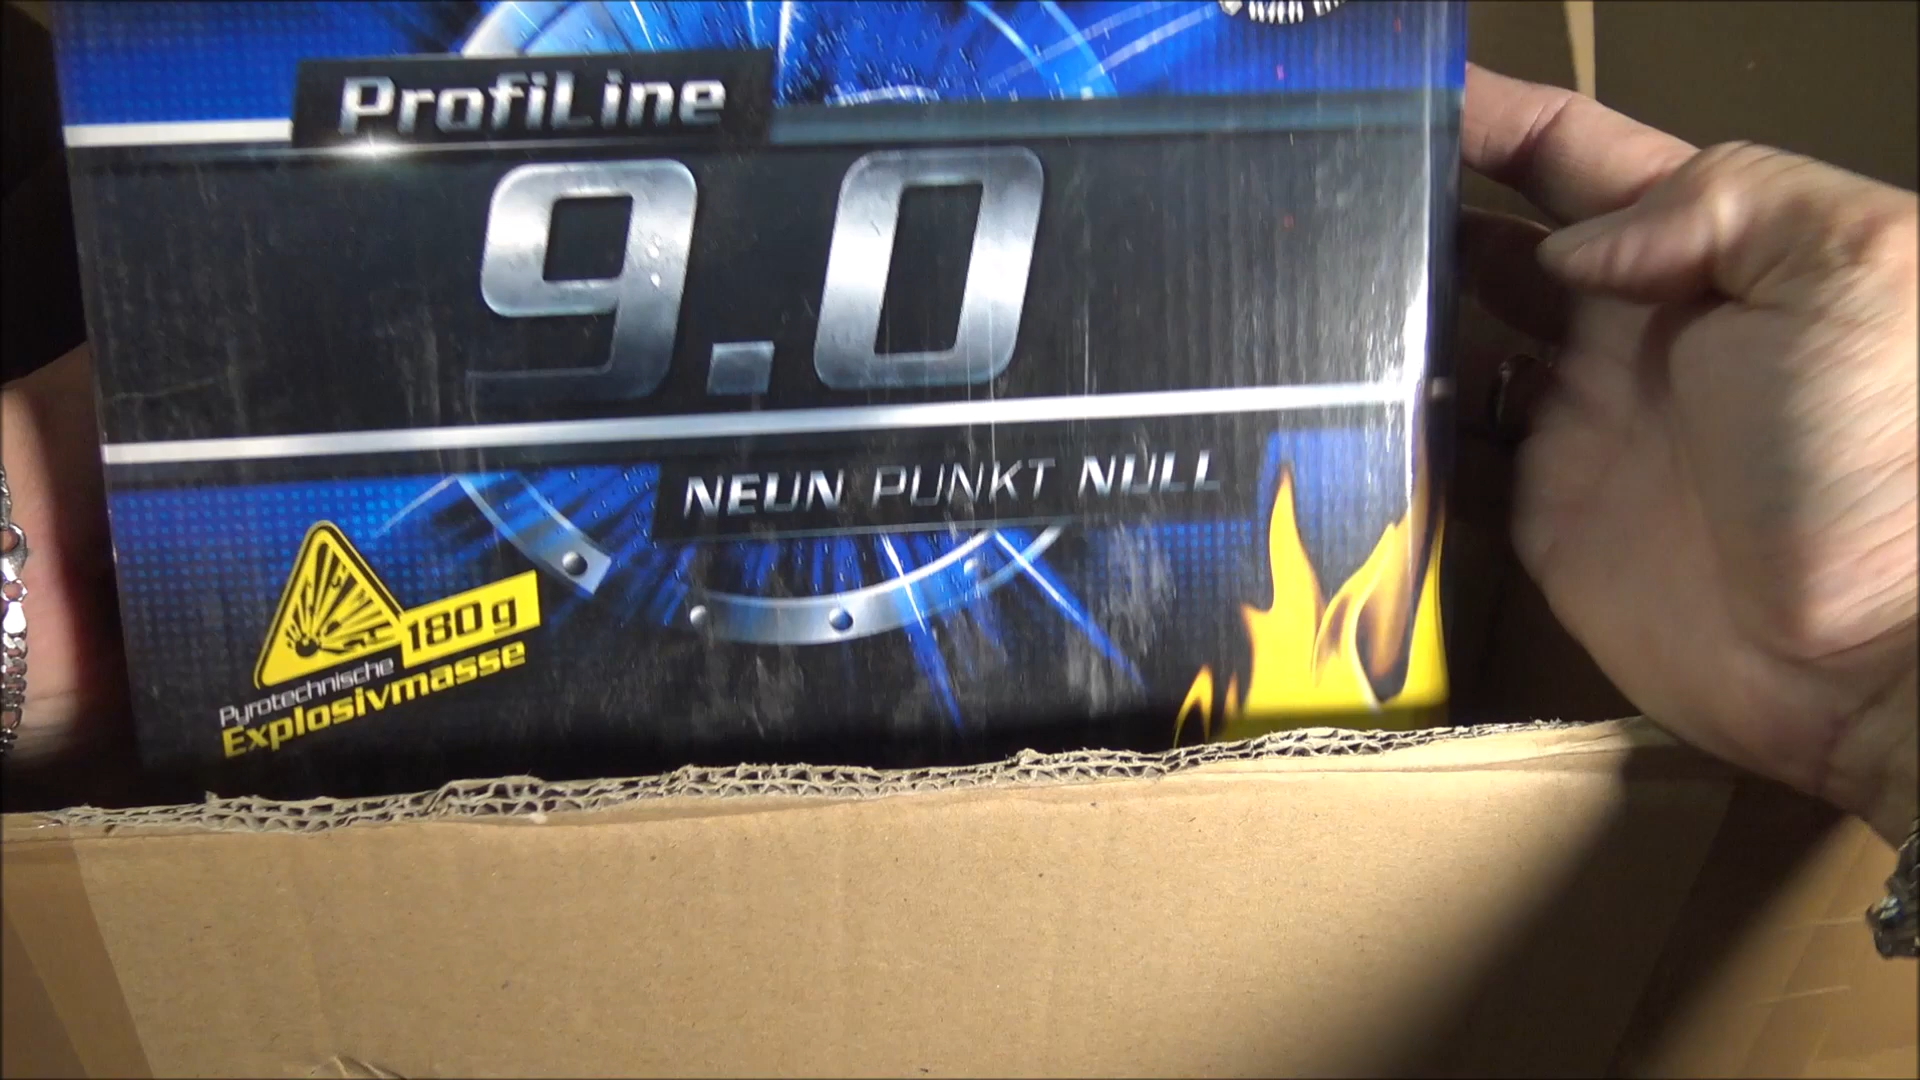 ProfiLine
9.0
NEUN PUNKT NULL
180 g
Pyrotechnische
Explosivmasse